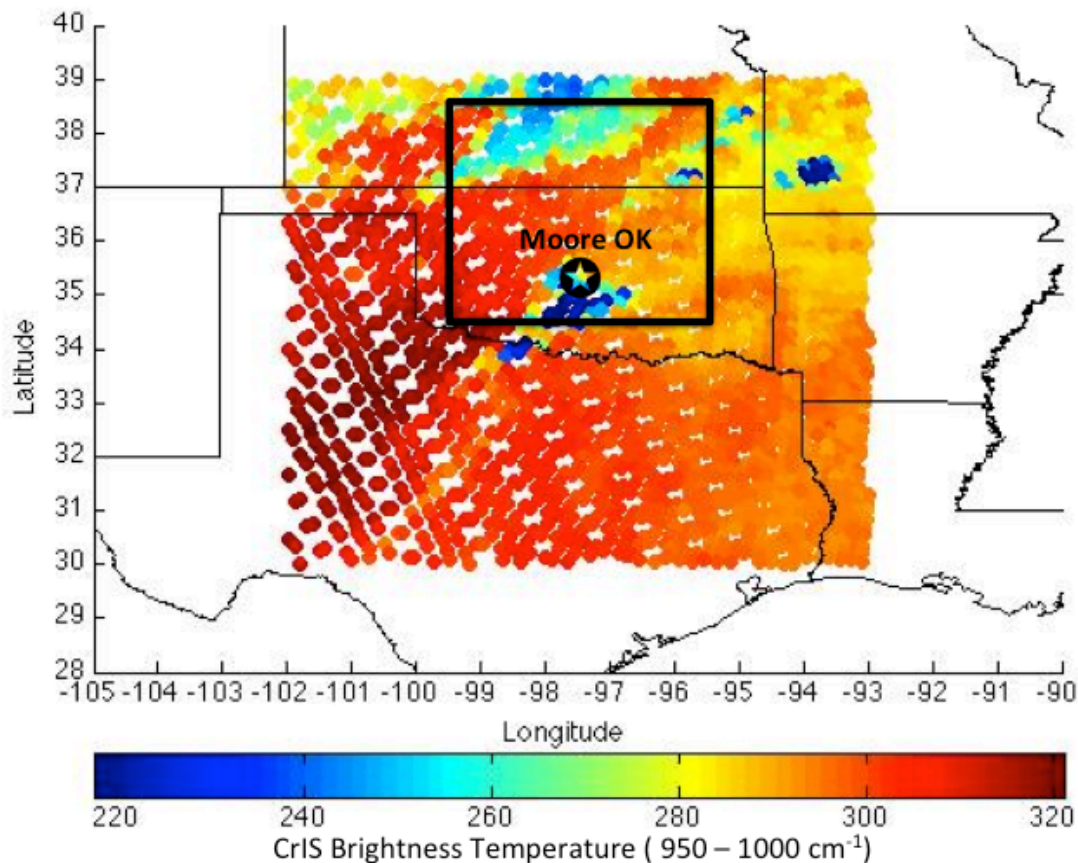 40
39
38
37
36
35
34
33
32
31
30
29
28
Latitude
Moore OK
-105 -104 -103 -102 -101 -100 -99 -98 -97 -96 -95 -94 -93 -92 -91 -90
Longitude
220 240 260 280 300 320
CrIS Brightness Temperature ( 950 – 1000 cm⁻¹)